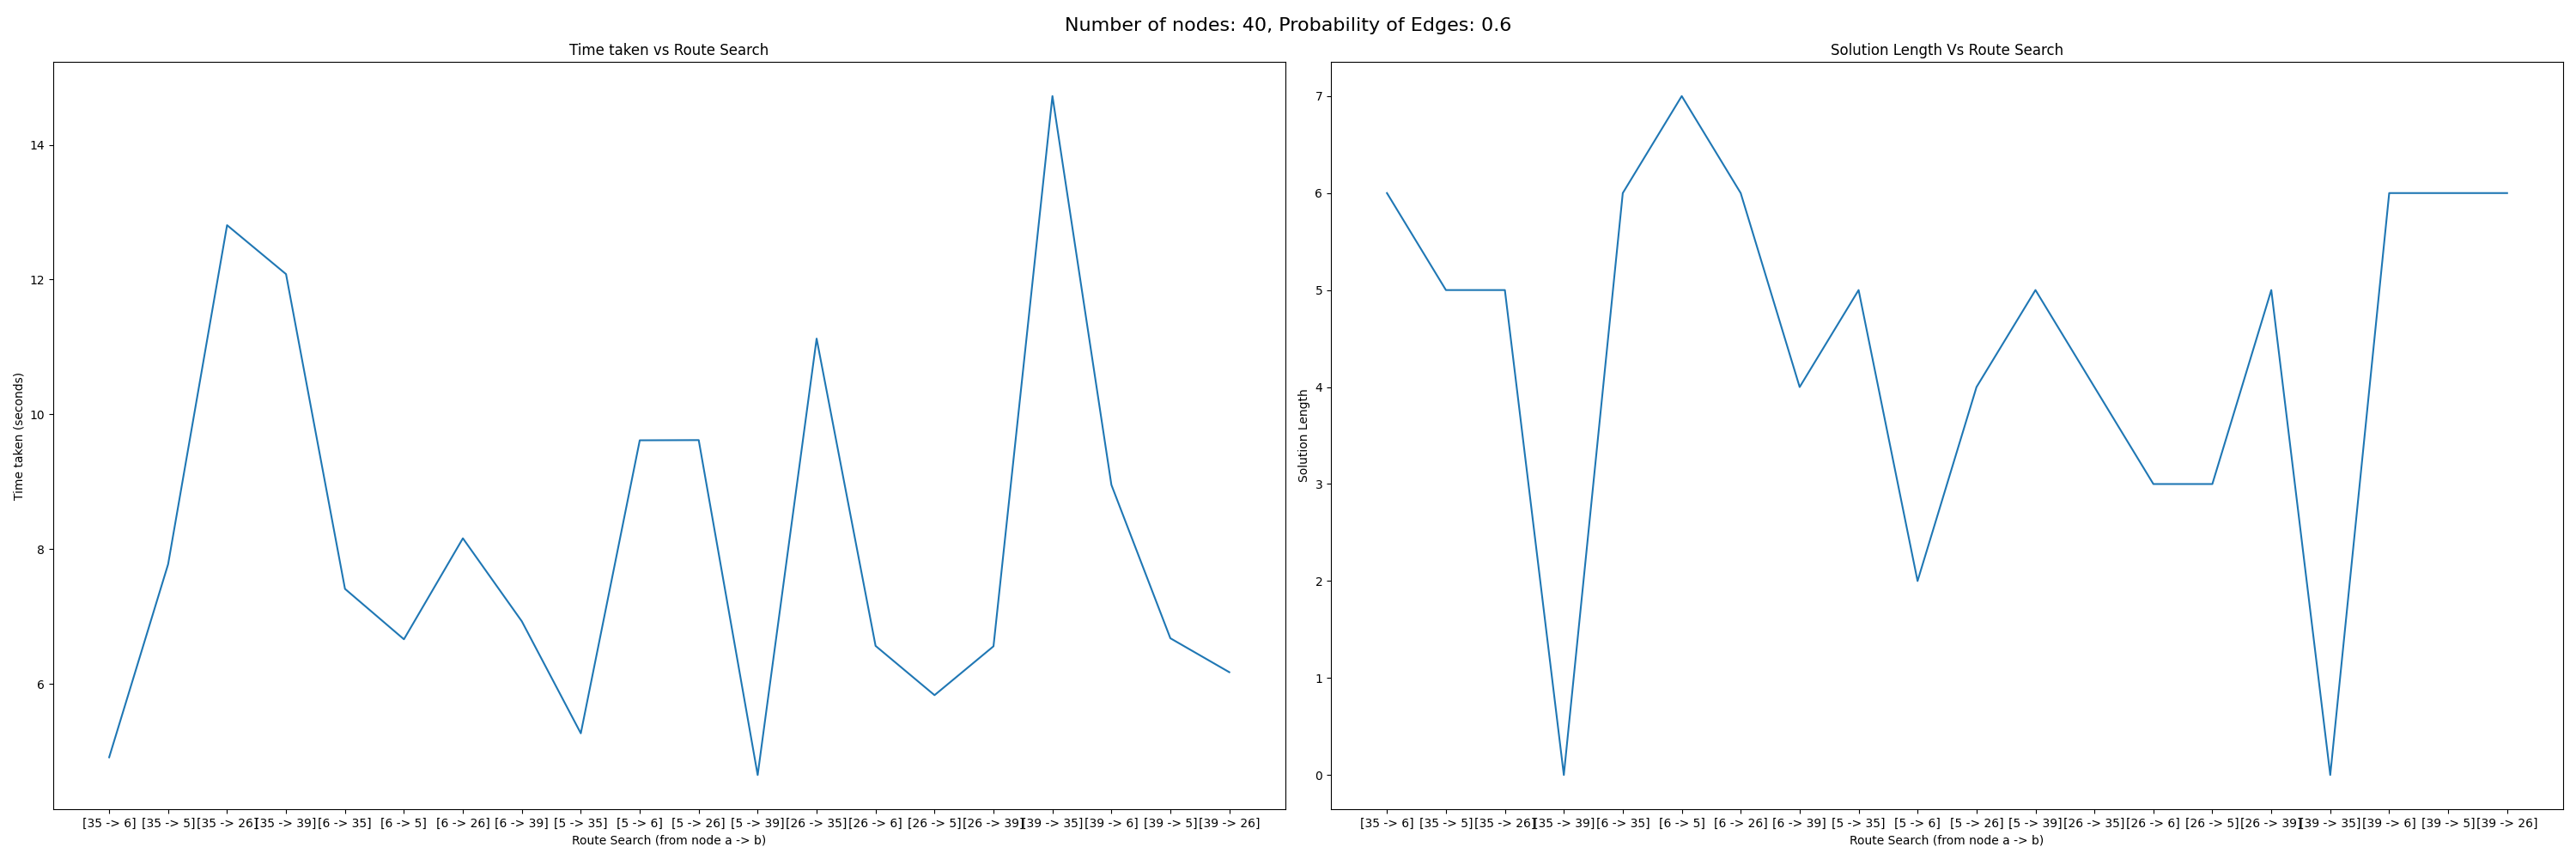 Number of nodes: 40, Probability of Edges: 0.6
Time taken vs Route Search
Time taken (seconds)
14
12
10
8
6
[35 -> 6] [35 -> 5] [35 -> 26] [35 -> 39] [6 -> 35] [6 -> 5] [6 -> 26] [6 -> 39] [5 -> 35] [5 -> 6] [5 -> 26] [5 -> 39] [26 -> 35] [26 -> 6] [26 -> 5] [26 -> 39] [39 -> 35] [39 -> 6] [39 -> 5] [39 -> 26]
Route Search (from node a -> b)
Solution Length Vs Route Search
Solution Length
7
6
5
4
3
2
1
0
[35 -> 6] [35 -> 5] [35 -> 26] [35 -> 39] [6 -> 35] [6 -> 5] [6 -> 26] [6 -> 39] [5 -> 35] [5 -> 6] [5 -> 26] [5 -> 39] [26 -> 35] [26 -> 6] [26 -> 5] [26 -> 39] [39 -> 35] [39 -> 6] [39 -> 5] [39 -> 26]
Route Search (from node a -> b)